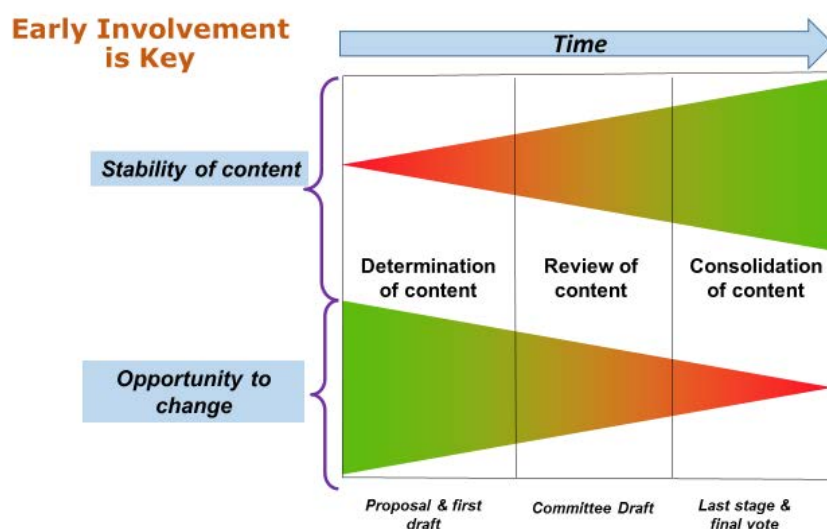 Early Involvement
is Key
Time
Stability of content
Determination
of content
Review of
content
Consolidation
of content
Opportunity to
change
Proposal & first
draft
Committee Draft
Last stage &
final vote